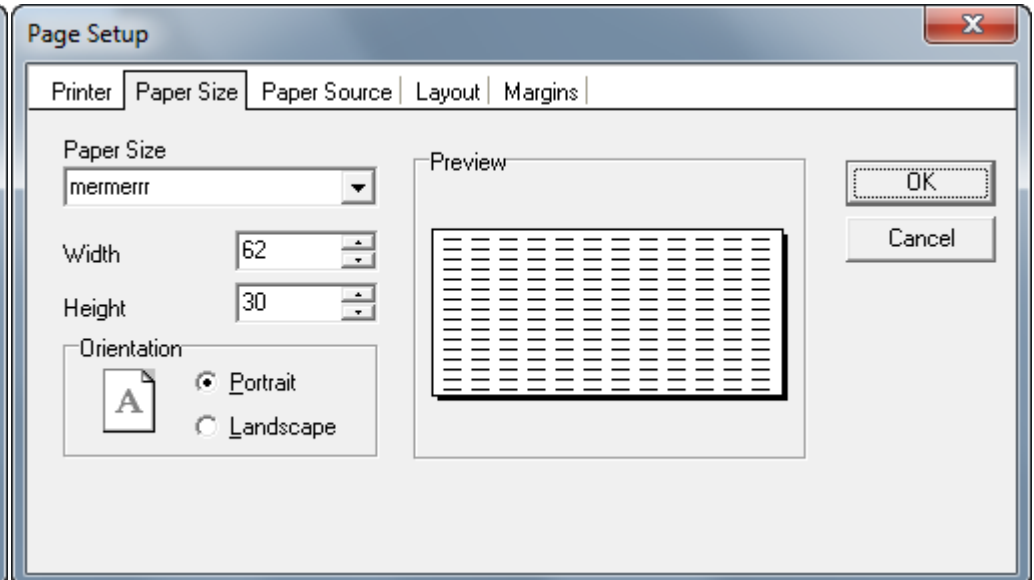 Page Setup
Printer Paper Size Paper Source Layout Margins
Paper Size
mermerrr
Width 62
Height 30
Orientation
A
Portrait
Landscape
Preview
OK
Cancel